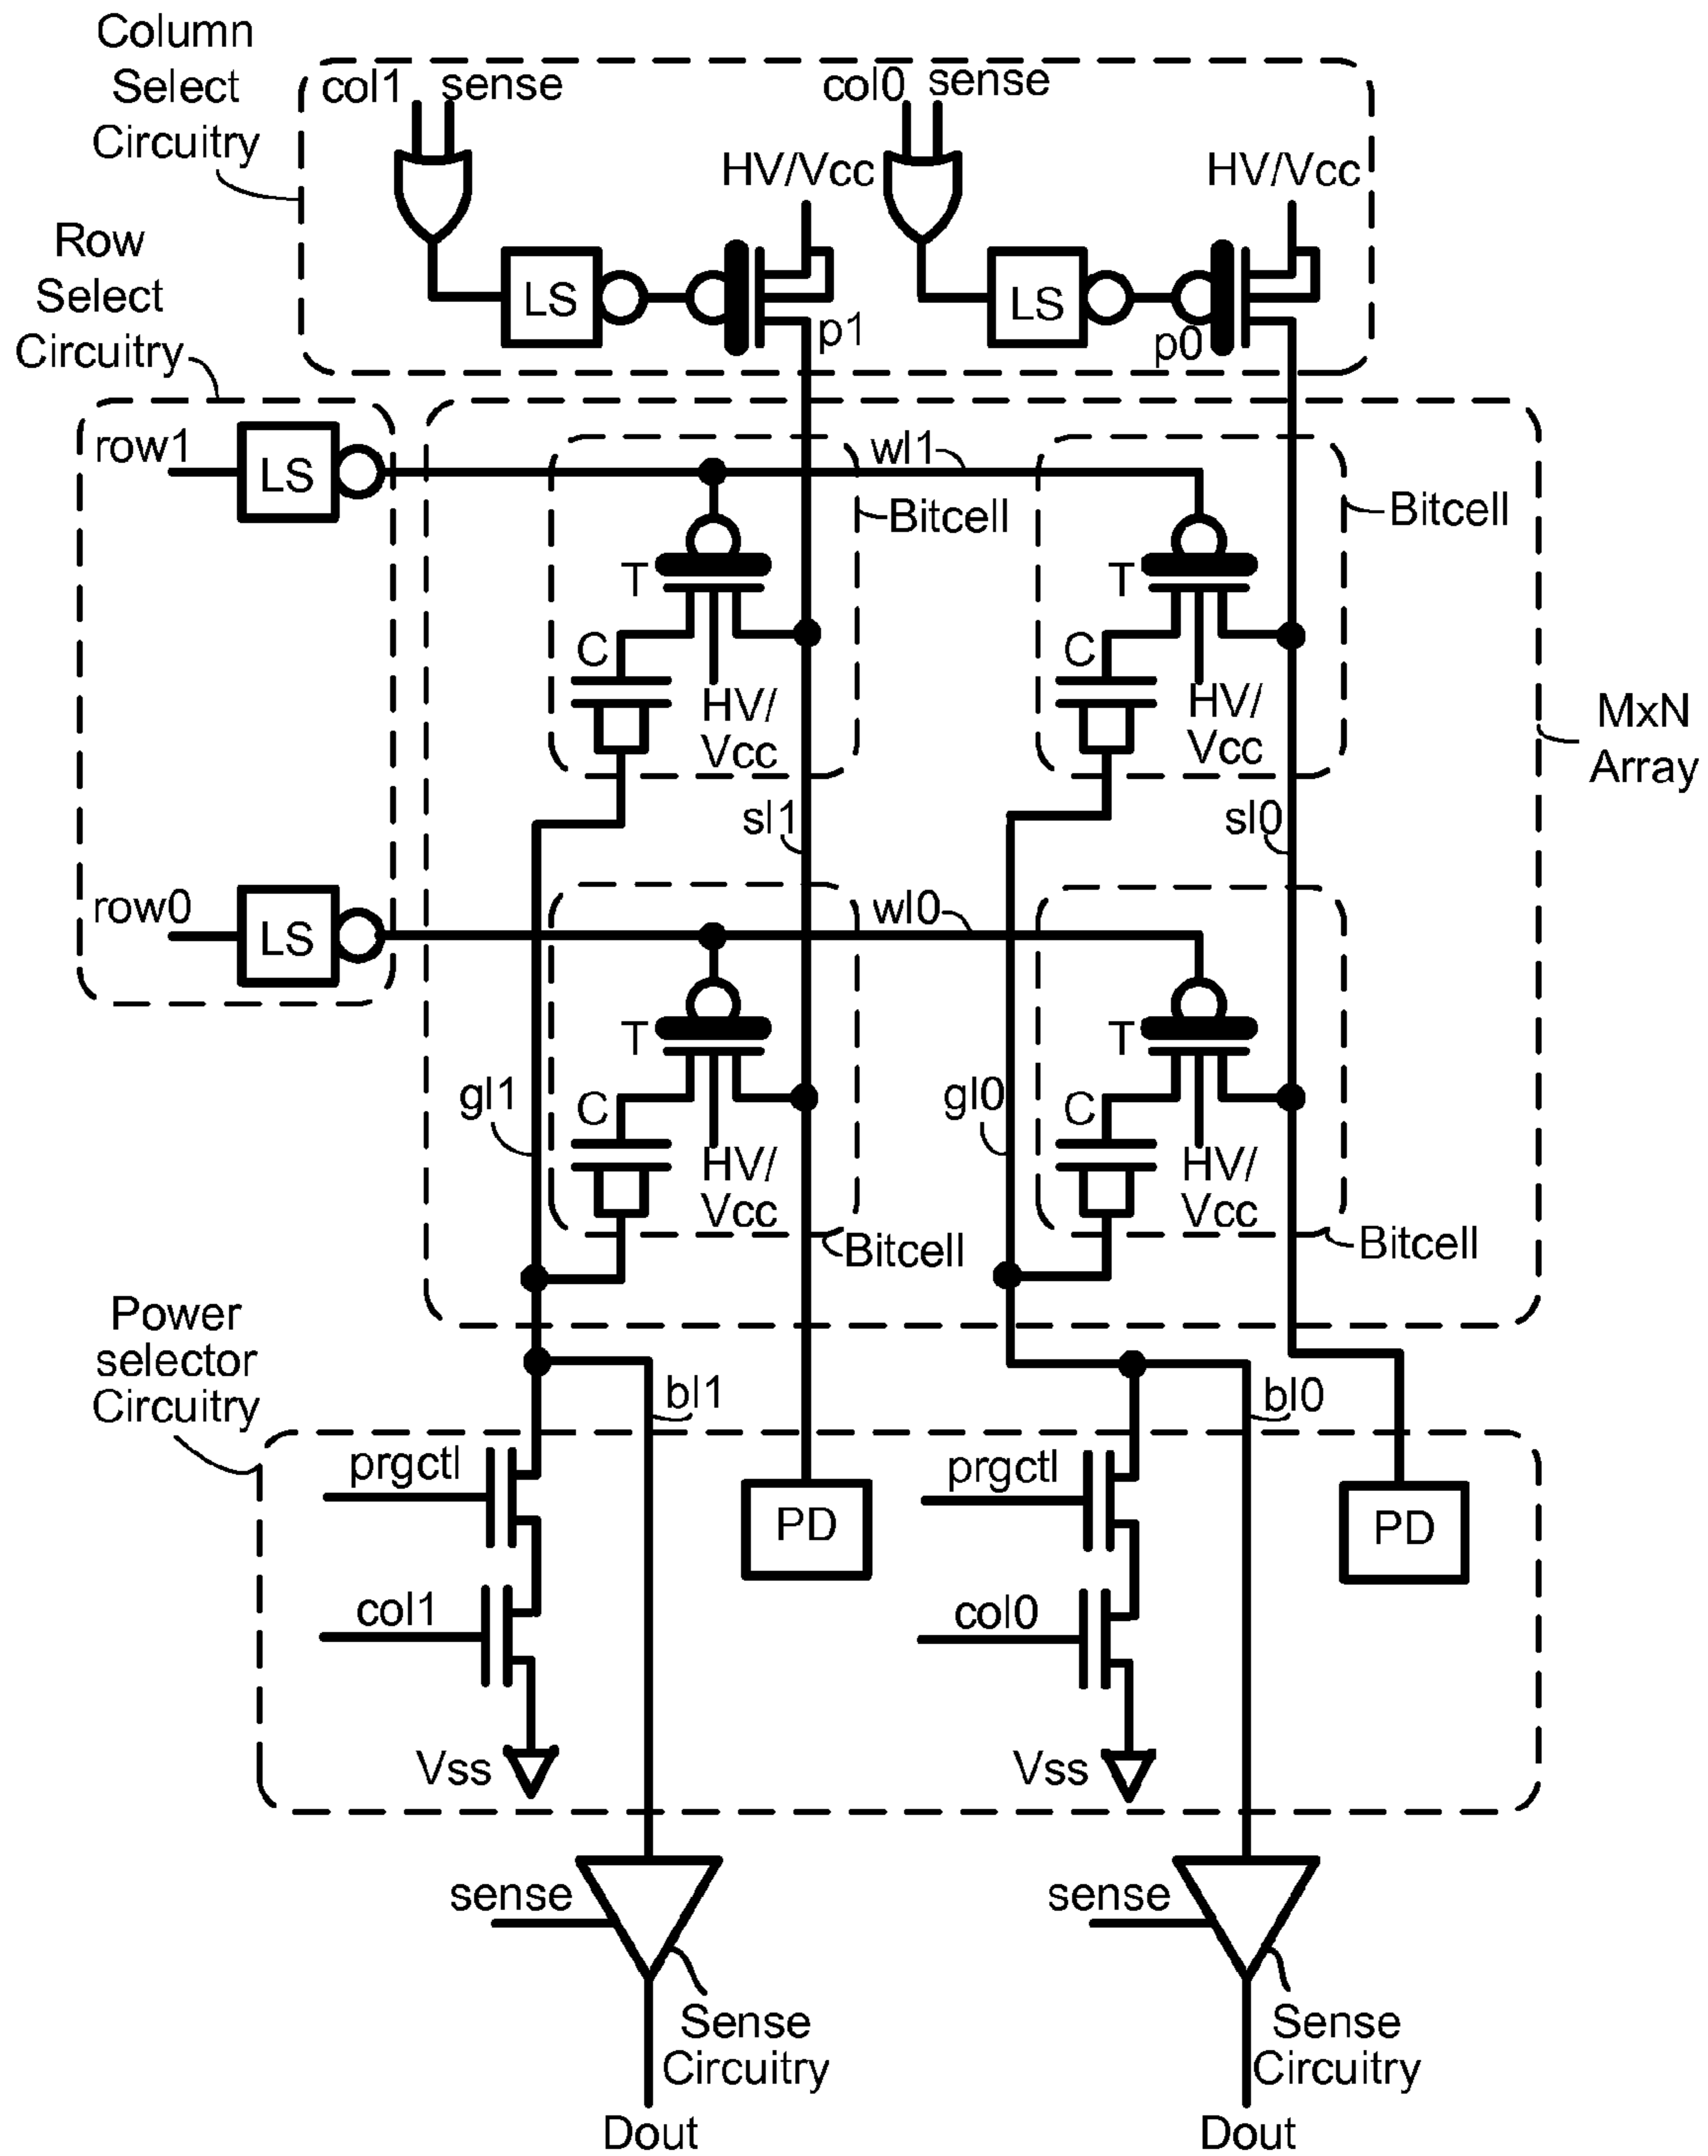 Column
Select
Circuitry
col1 sense
col0 sense
HV/Vcc
HV/Vcc
LS
LS
p1
p0
Row
Select
Circuitry
row1
LS
wl1
Bitcell
Bitcell
T
T
C
C
HV/
Vcc
HV/
Vcc
MxN
Array
sl1
sl0
row0
LS
wl0
T
T
gl1
C
gl0
C
HV/
Vcc
HV/
Vcc
Bitcell
Bitcell
Power
selector
Circuitry
bl1
bl0
prgctl
prgctl
PD
PD
col1
col0
Vss
Vss
sense
sense
Sense
Circuitry
Sense
Circuitry
Dout
Dout